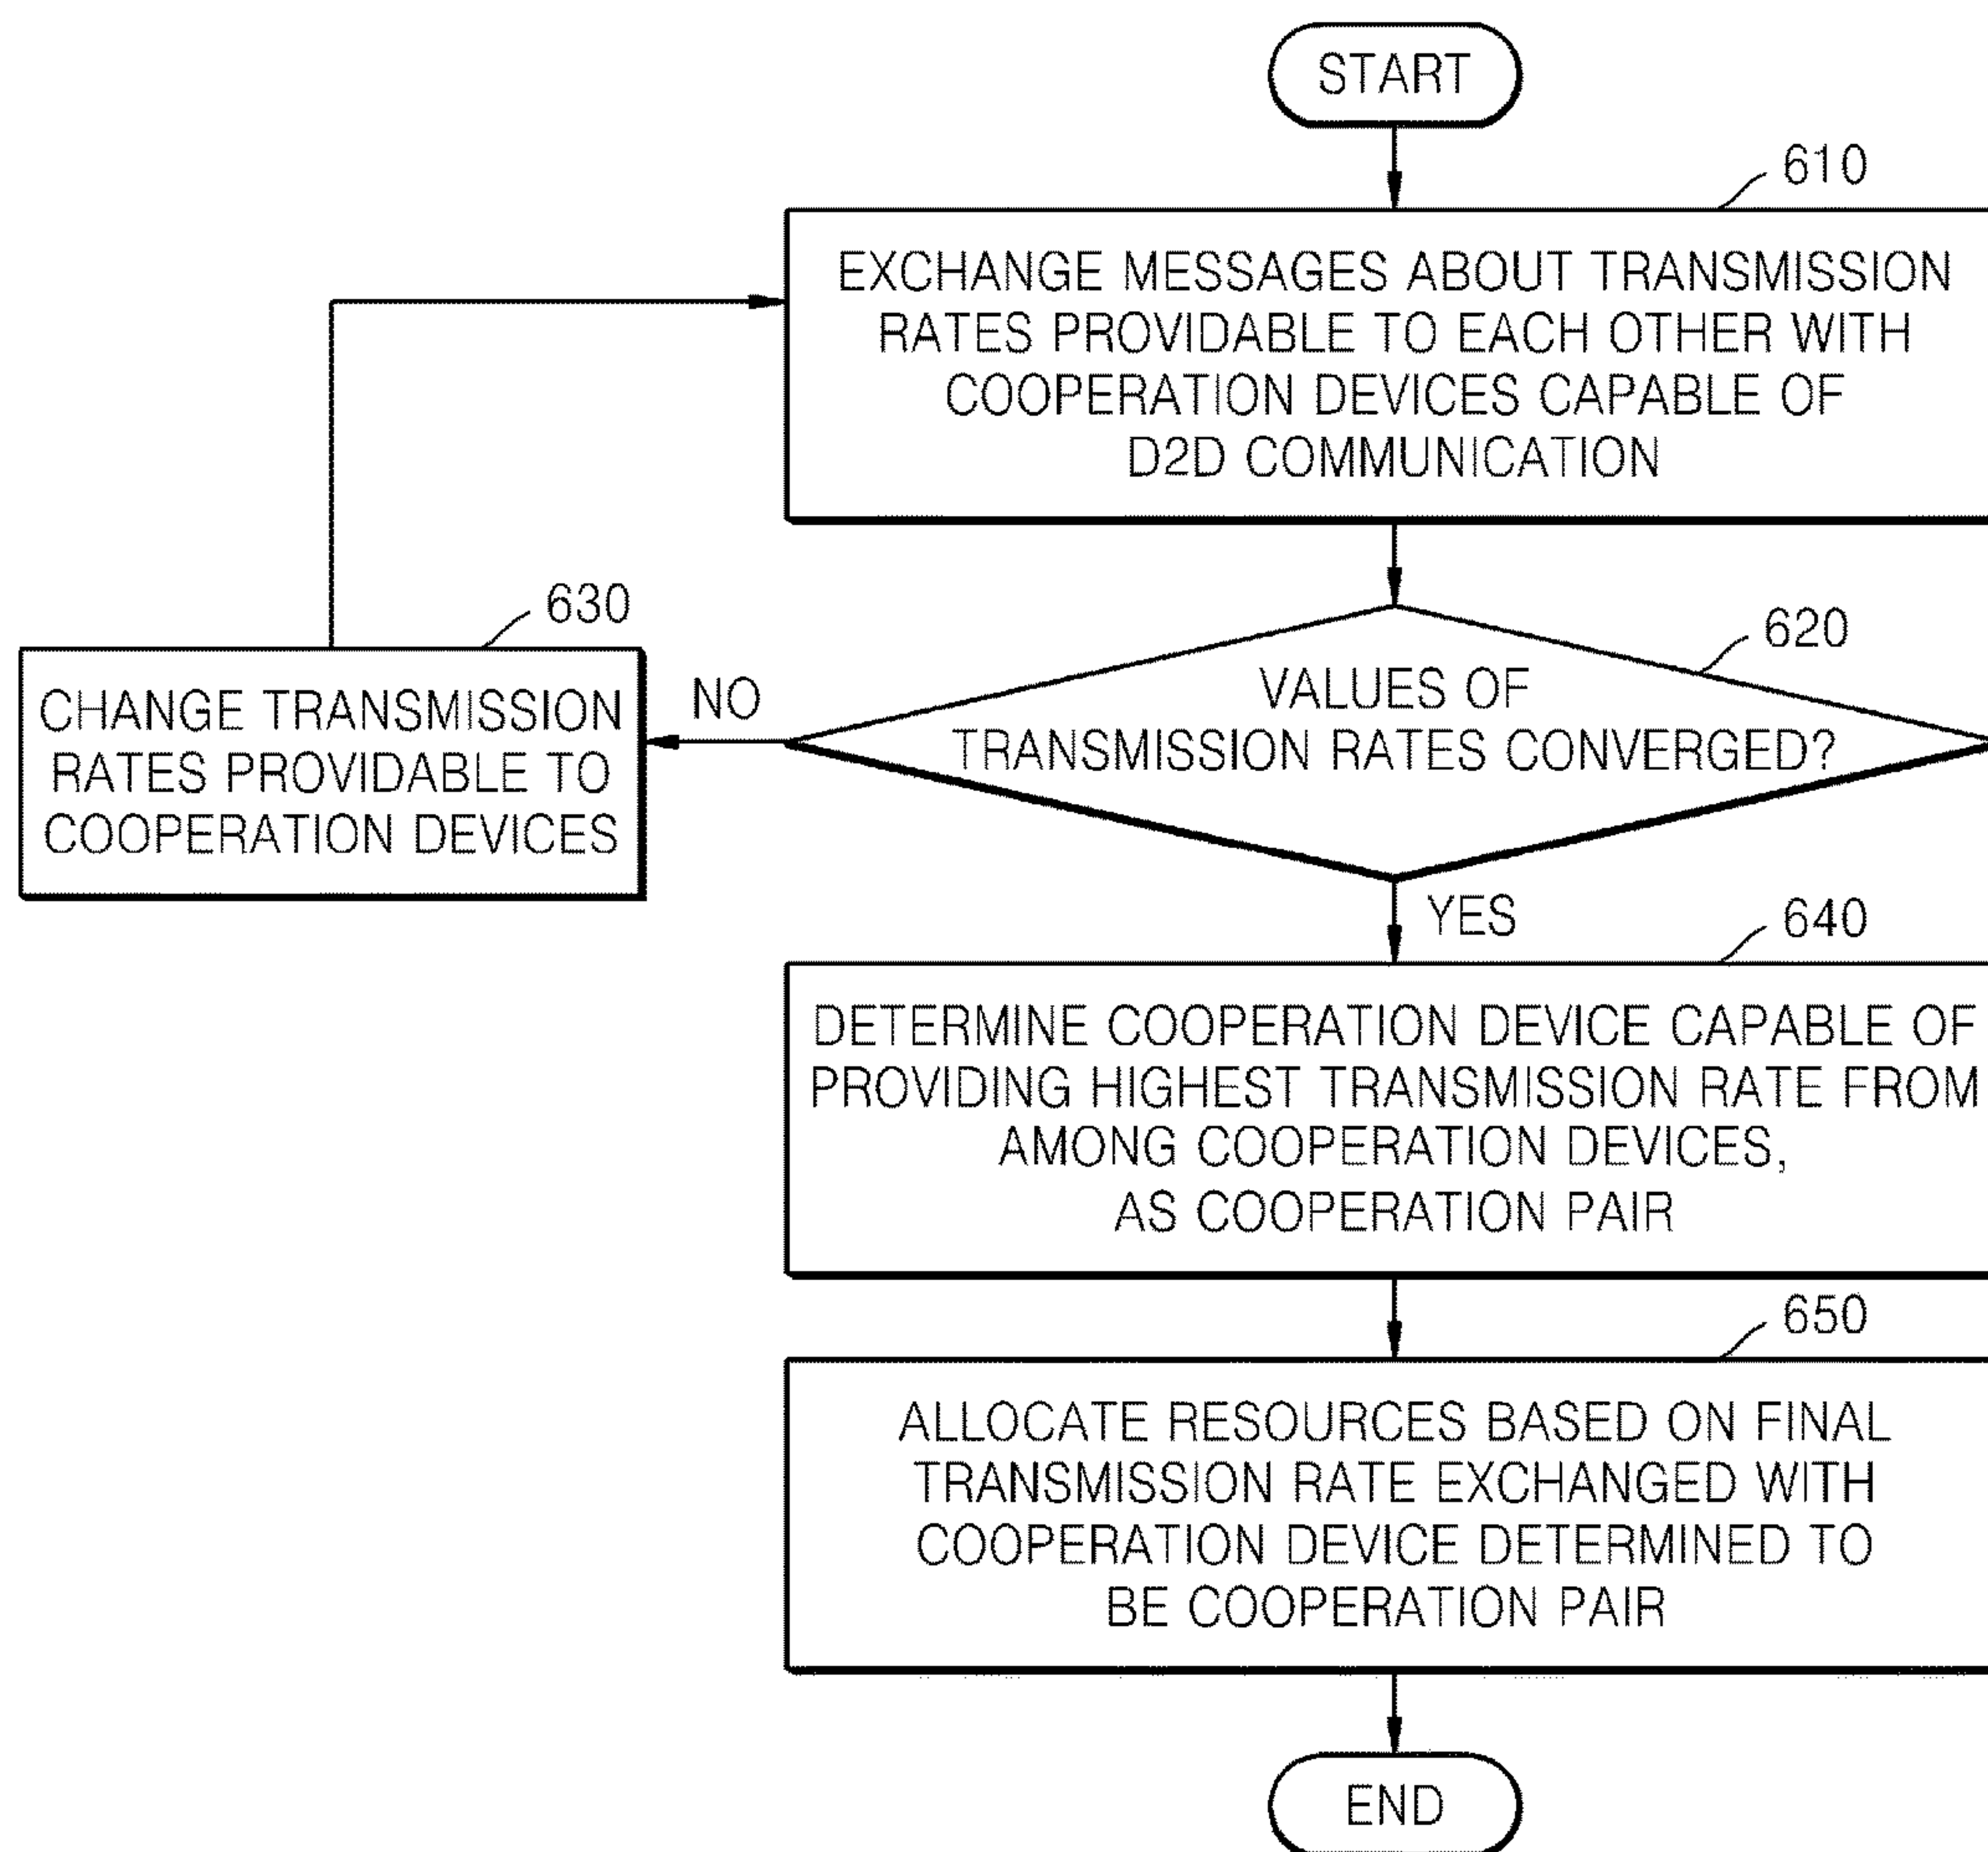 START
610
EXCHANGE MESSAGES ABOUT TRANSMISSION
RATES PROVIDABLE TO EACH OTHER WITH
COOPERATION DEVICES CAPABLE OF
D2D COMMUNICATION
620
VALUES OF
TRANSMISSION RATES CONVERGED?
NO
630
CHANGE TRANSMISSION
RATES PROVIDABLE TO
COOPERATION DEVICES
YES
640
DETERMINE COOPERATION DEVICE CAPABLE OF
PROVIDING HIGHEST TRANSMISSION RATE FROM
AMONG COOPERATION DEVICES,
AS COOPERATION PAIR
650
ALLOCATE RESOURCES BASED ON FINAL
TRANSMISSION RATE EXCHANGED WITH
COOPERATION DEVICE DETERMINED TO
BE COOPERATION PAIR
END